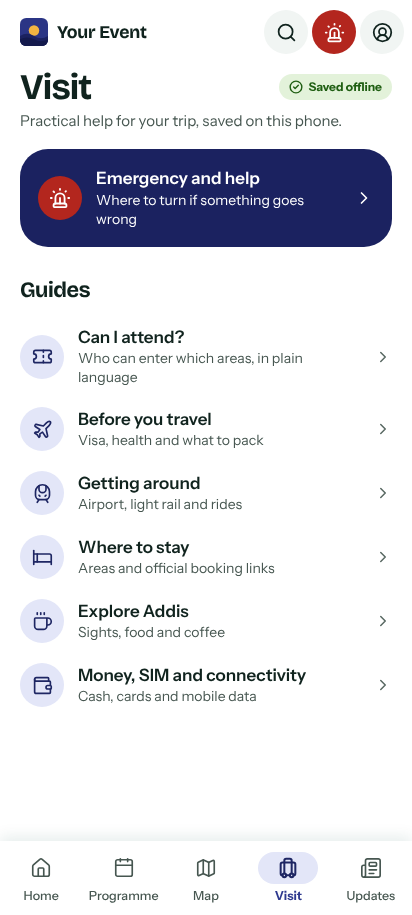 Your Event
Visit
Saved offline
Practical help for your trip, saved on this phone.
Emergency and help
Where to turn if something goes
wrong
Guides
Can I attend?
Who can enter which areas, in plain
language
Before you travel
Visa, health and what to pack
Getting around
Airport, light rail and rides
Where to stay
Areas and official booking links
Explore Addis
Sights, food and coffee
Money, SIM and connectivity
Cash, cards and mobile data
Home
Programme
Map
Visit
Updates